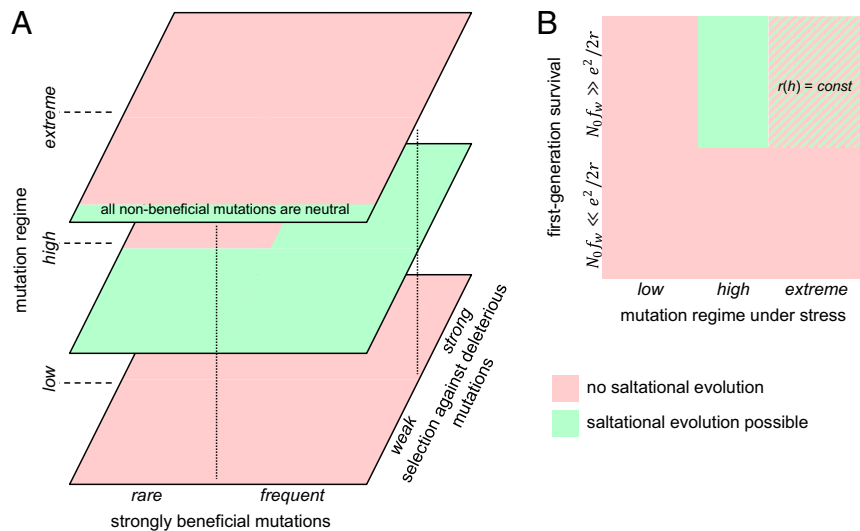 A
extreme
mutation regime
high
low
all non-beneficial mutations are neutral
weak
strong
selection against deleterious
mutations
rare
frequent
strongly beneficial mutations
B
first-generation survival
N₀f_w ≫ e²/2r
N₀f_w ≪ e²/2r
r(h) = const
low
high
extreme
mutation regime under stress
no saltational evolution
saltational evolution possible